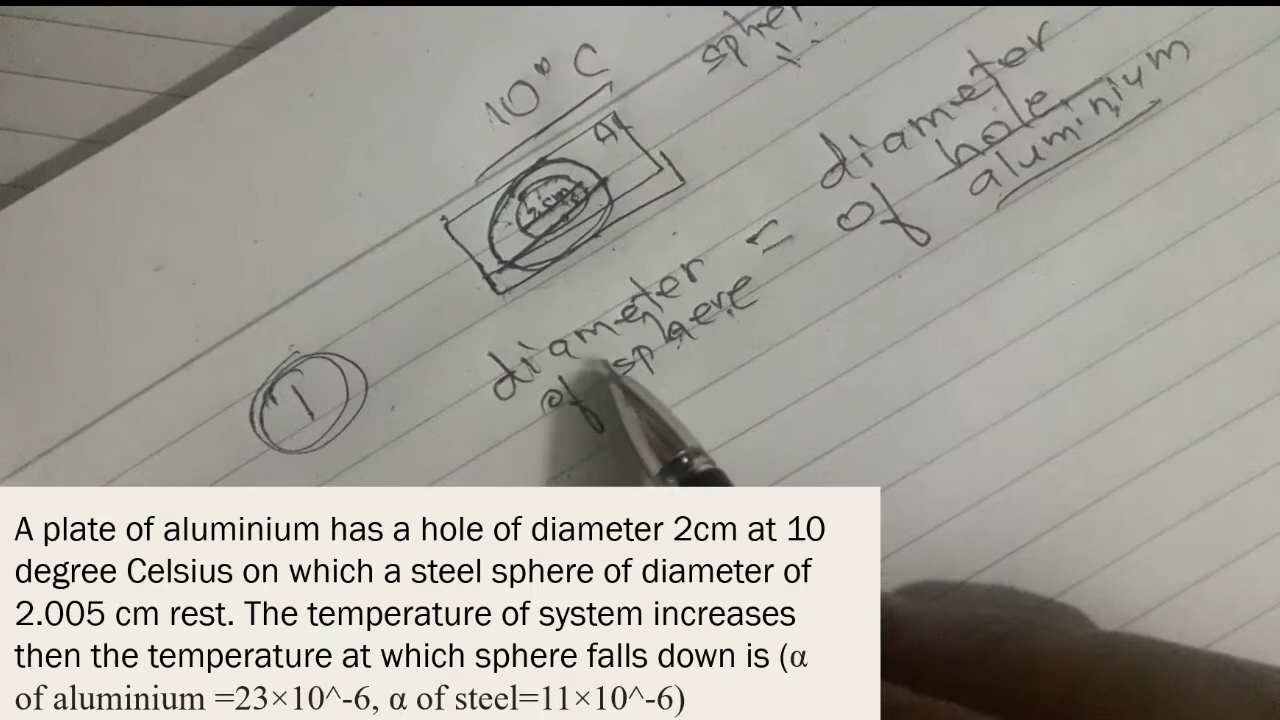 10° C
Al
2cm
diameter
of sphere
=
diameter
of hole
aluminium
1
A plate of aluminium has a hole of diameter 2cm at 10
degree Celsius on which a steel sphere of diameter of
2.005 cm rest. The temperature of system increases
then the temperature at which sphere falls down is (α
of aluminium =23×10^-6, α of steel=11×10^-6)